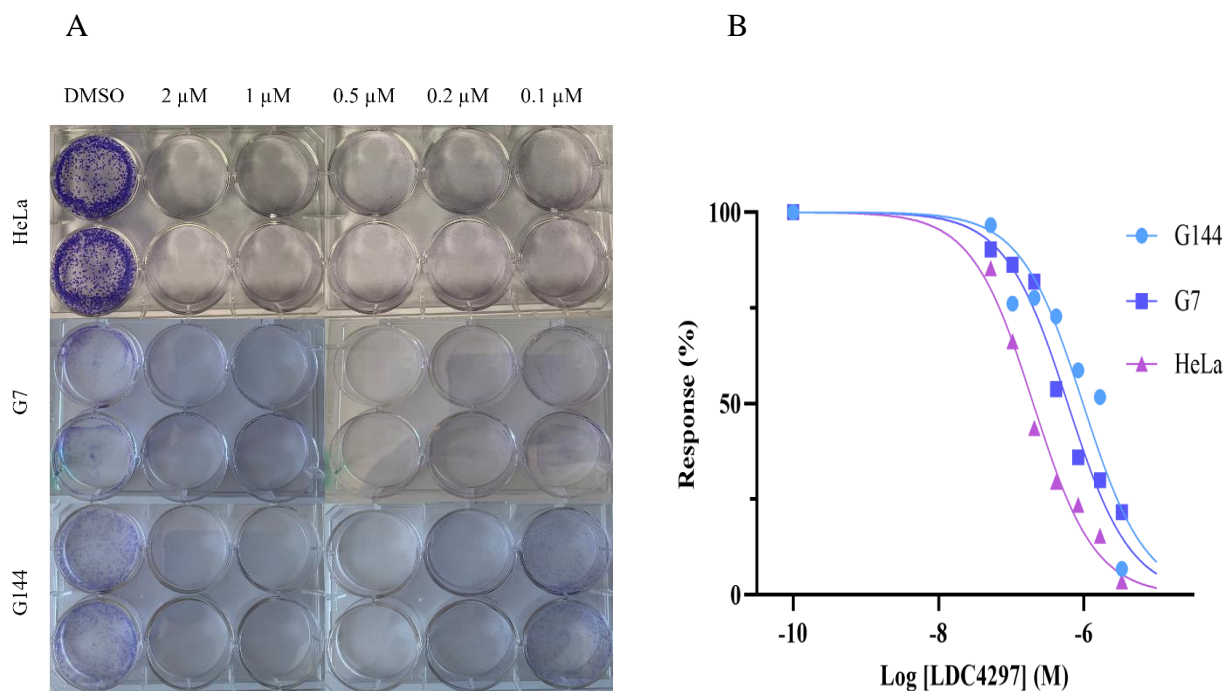 A
B
DMSO 2 µM 1 µM 0.5 µM 0.2 µM 0.1 µM
HeLa
G7
G144
Response (%)
100
50
0
-10 -8 -6
Log [LDC4297] (M)
G144
G7
HeLa